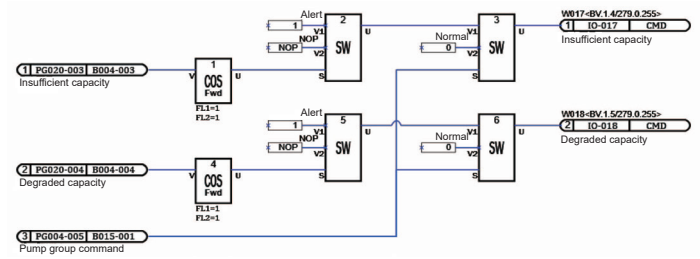 W017<BV.1.4/279.0.255>
Alert
1
2
V1
V2
S
SW
U
NOP
NOP
3
V1
V2
S
SW
U
Normal
0
1 IO-017 CMD
Insufficient capacity
1 PG020-003 B004-003
Insufficient capacity
V
1
COS
Fwd
U
FL1=1
FL2=1
W018<BV.1.5/279.0.255>
Alert
1
5
V1
V2
S
SW
U
NOP
NOP
6
V1
V2
S
SW
U
Normal
0
2 IO-018 CMD
Degraded capacity
2 PG020-004 B004-004
Degraded capacity
V
4
COS
Fwd
U
FL1=1
FL2=1
3 PG004-005 B015-001
Pump group command